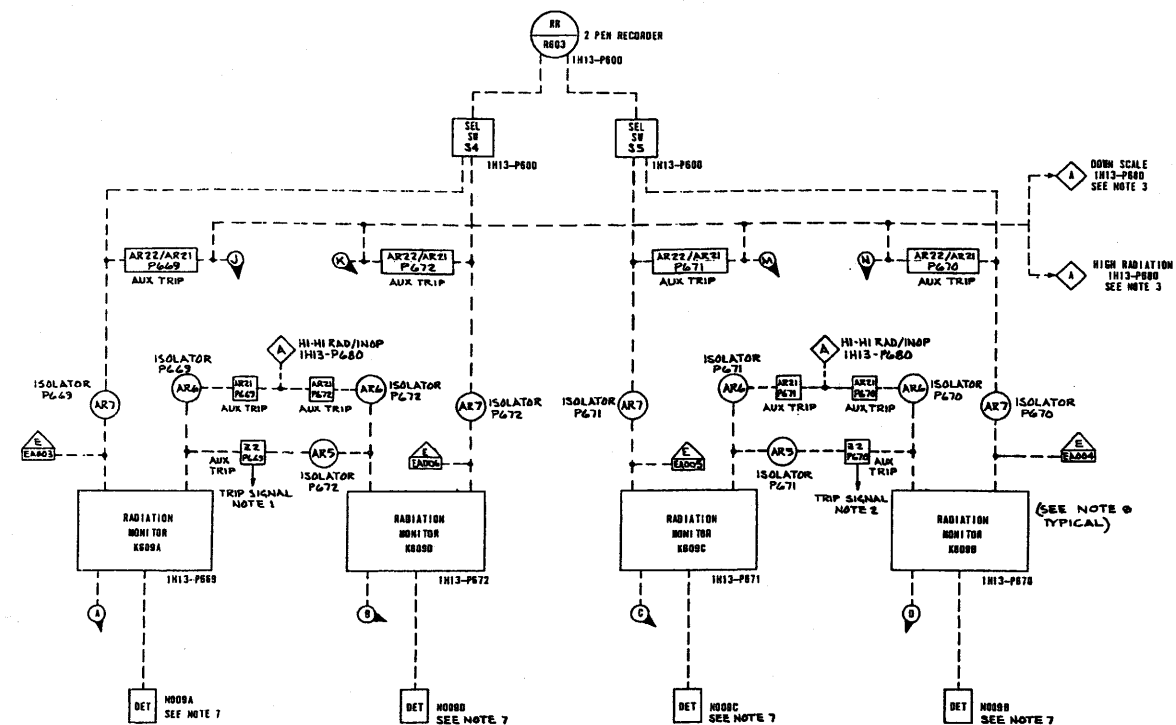 RR
R603
2 PEN RECORDER
1H13-P600
SEL
SW
S4
1H13-P600
SEL
SW
S5
1H13-P600
A
DOWN SCALE
1H13-P680
SEE NOTE 3
AR22/AR21
P669
AUX TRIP
J
K
AR22/AR21
P672
AUX TRIP
AR22/AR21
P671
AUX TRIP
M
N
AR22/AR21
P670
AUX TRIP
A
HIGH RADIATION
1H13-P680
SEE NOTE 3
ISOLATOR
P669
AR7
ISOLATOR
P669
AR6
AR21
P669
AUX TRIP
A
HI-HI RAD/INOP
1H13-P680
AR21
P672
AUX TRIP
AR6
ISOLATOR
P672
AR7
ISOLATOR
P672
ISOLATOR
P671
AR7
ISOLATOR
P671
AR6
AR21
P671
AUX TRIP
A
HI-HI RAD/INOP
1H13-P680
AR21
P670
AUX TRIP
AR6
ISOLATOR
P670
AR7
ISOLATOR
P670
E
EA003
AUX
TRIP
Z2
P669
TRIP SIGNAL
NOTE 1
AR5
ISOLATOR
P672
E
EA006
E
EA005
AR5
ISOLATOR
P671
Z2
P670
AUX
TRIP
TRIP SIGNAL
NOTE 2
E
EA004
RADIATION
MONITOR
K609A
1H13-P669
RADIATION
MONITOR
K609D
1H13-P672
RADIATION
MONITOR
K609C
1H13-P671
RADIATION
MONITOR
K609B
1H13-P670
(SEE NOTE 8
TYPICAL)
A
B
C
D
DET
N009A
SEE NOTE 7
DET
N009D
SEE NOTE 7
DET
N009C
SEE NOTE 7
DET
N009B
SEE NOTE 7